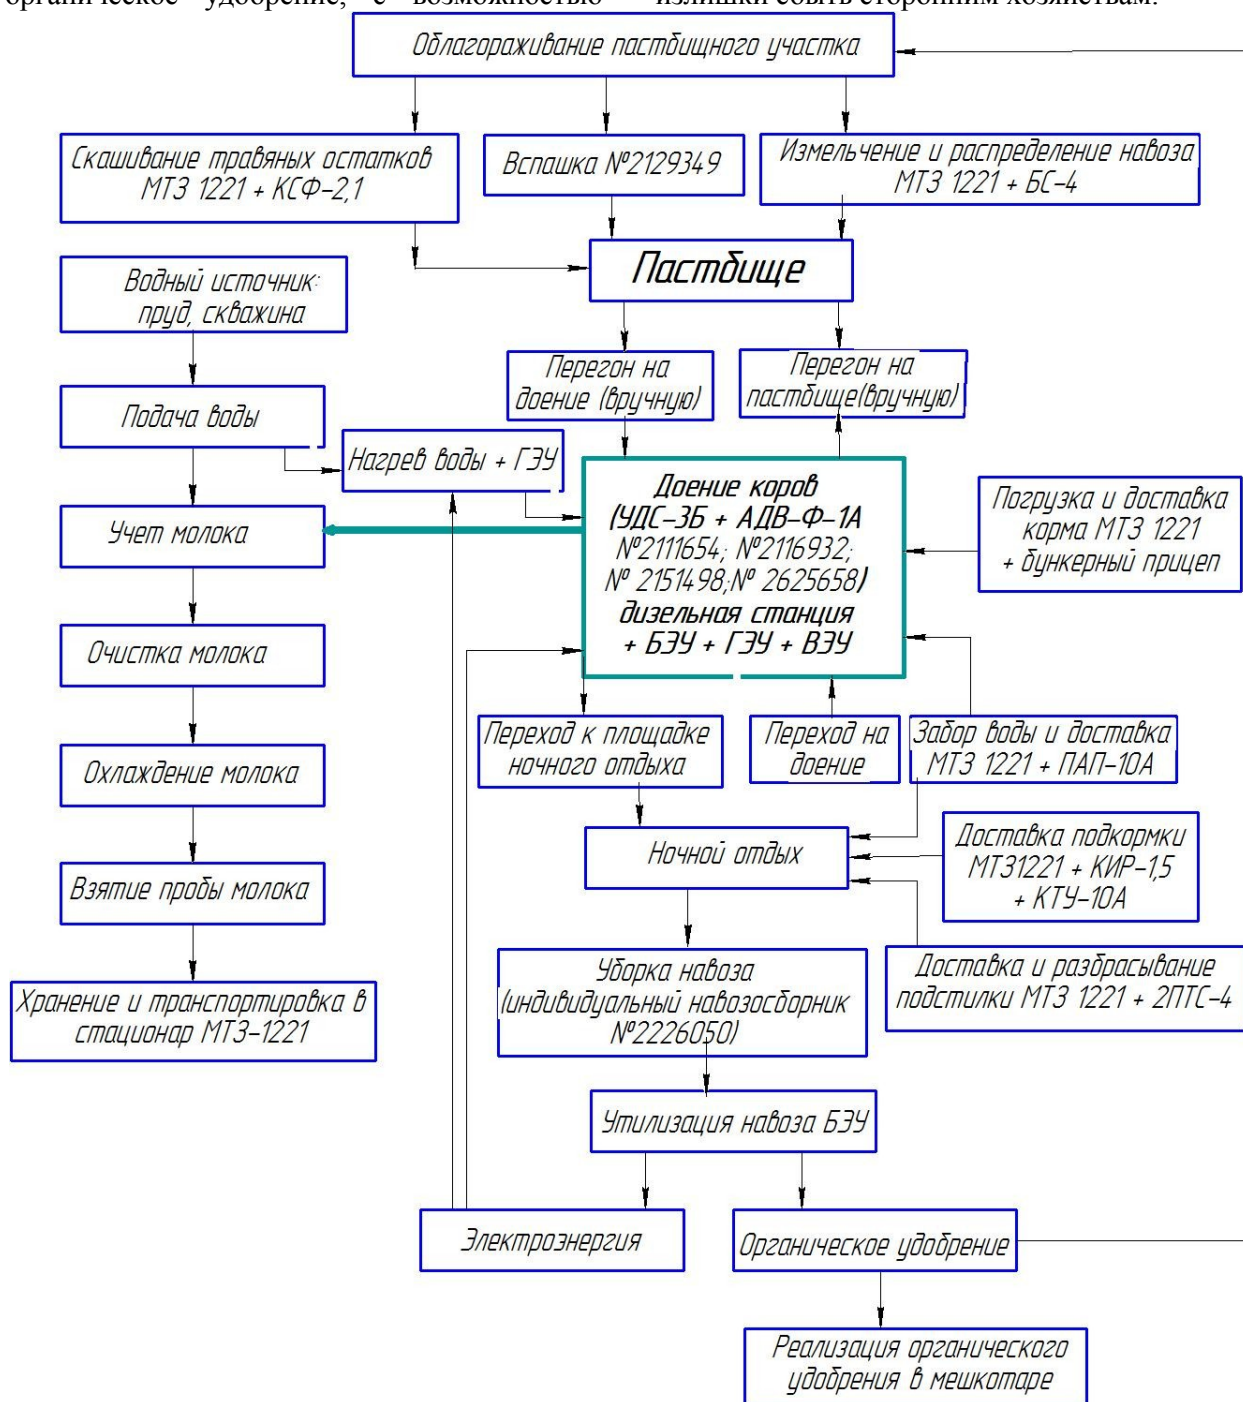 органическое удобрение, с возможностью излишки сбыть сторонним хозяйствам.
Облагораживание пастбищного участка
Скашивание травяных остатков
МТЗ 1221 + КСФ-2,1
Вспашка №2129349
Измельчение и распределение навоза
МТЗ 1221 + БС-4
Пастбище
Водный источник:
пруд, скважина
Перегон на
доение (вручную)
Перегон на
пастбище(вручную)
Подача воды
Нагрев воды + ГЭУ
Доение коров
(УДС-3Б + АДВ-Ф-1А
№2111654; №2116932;
№ 2151498;№ 2625658)
дизельная станция
+ БЭУ + ГЭУ + ВЭУ
Погрузка и доставка
корма МТЗ 1221
+ бункерный прицеп
Учет молока
Очистка молока
Охлаждение молока
Переход к площадке
ночного отдыха
Переход на
доение
Забор воды и доставка
МТЗ 1221 + ПАП-10А
Ночной отдых
Доставка подкормки
МТЗ1221 + КИР-1,5
+ КТУ-10А
Взятие пробы молока
Уборка навоза
(индивидуальный навозосборник
№2226050)
Доставка и разбрасывание
подстилки МТЗ 1221 + 2ПТС-4
Хранение и транспортировка в
стационар МТЗ-1221
Утилизация навоза БЭУ
Электроэнергия
Органическое удобрение
Реализация органического
удобрения в мешкотаре